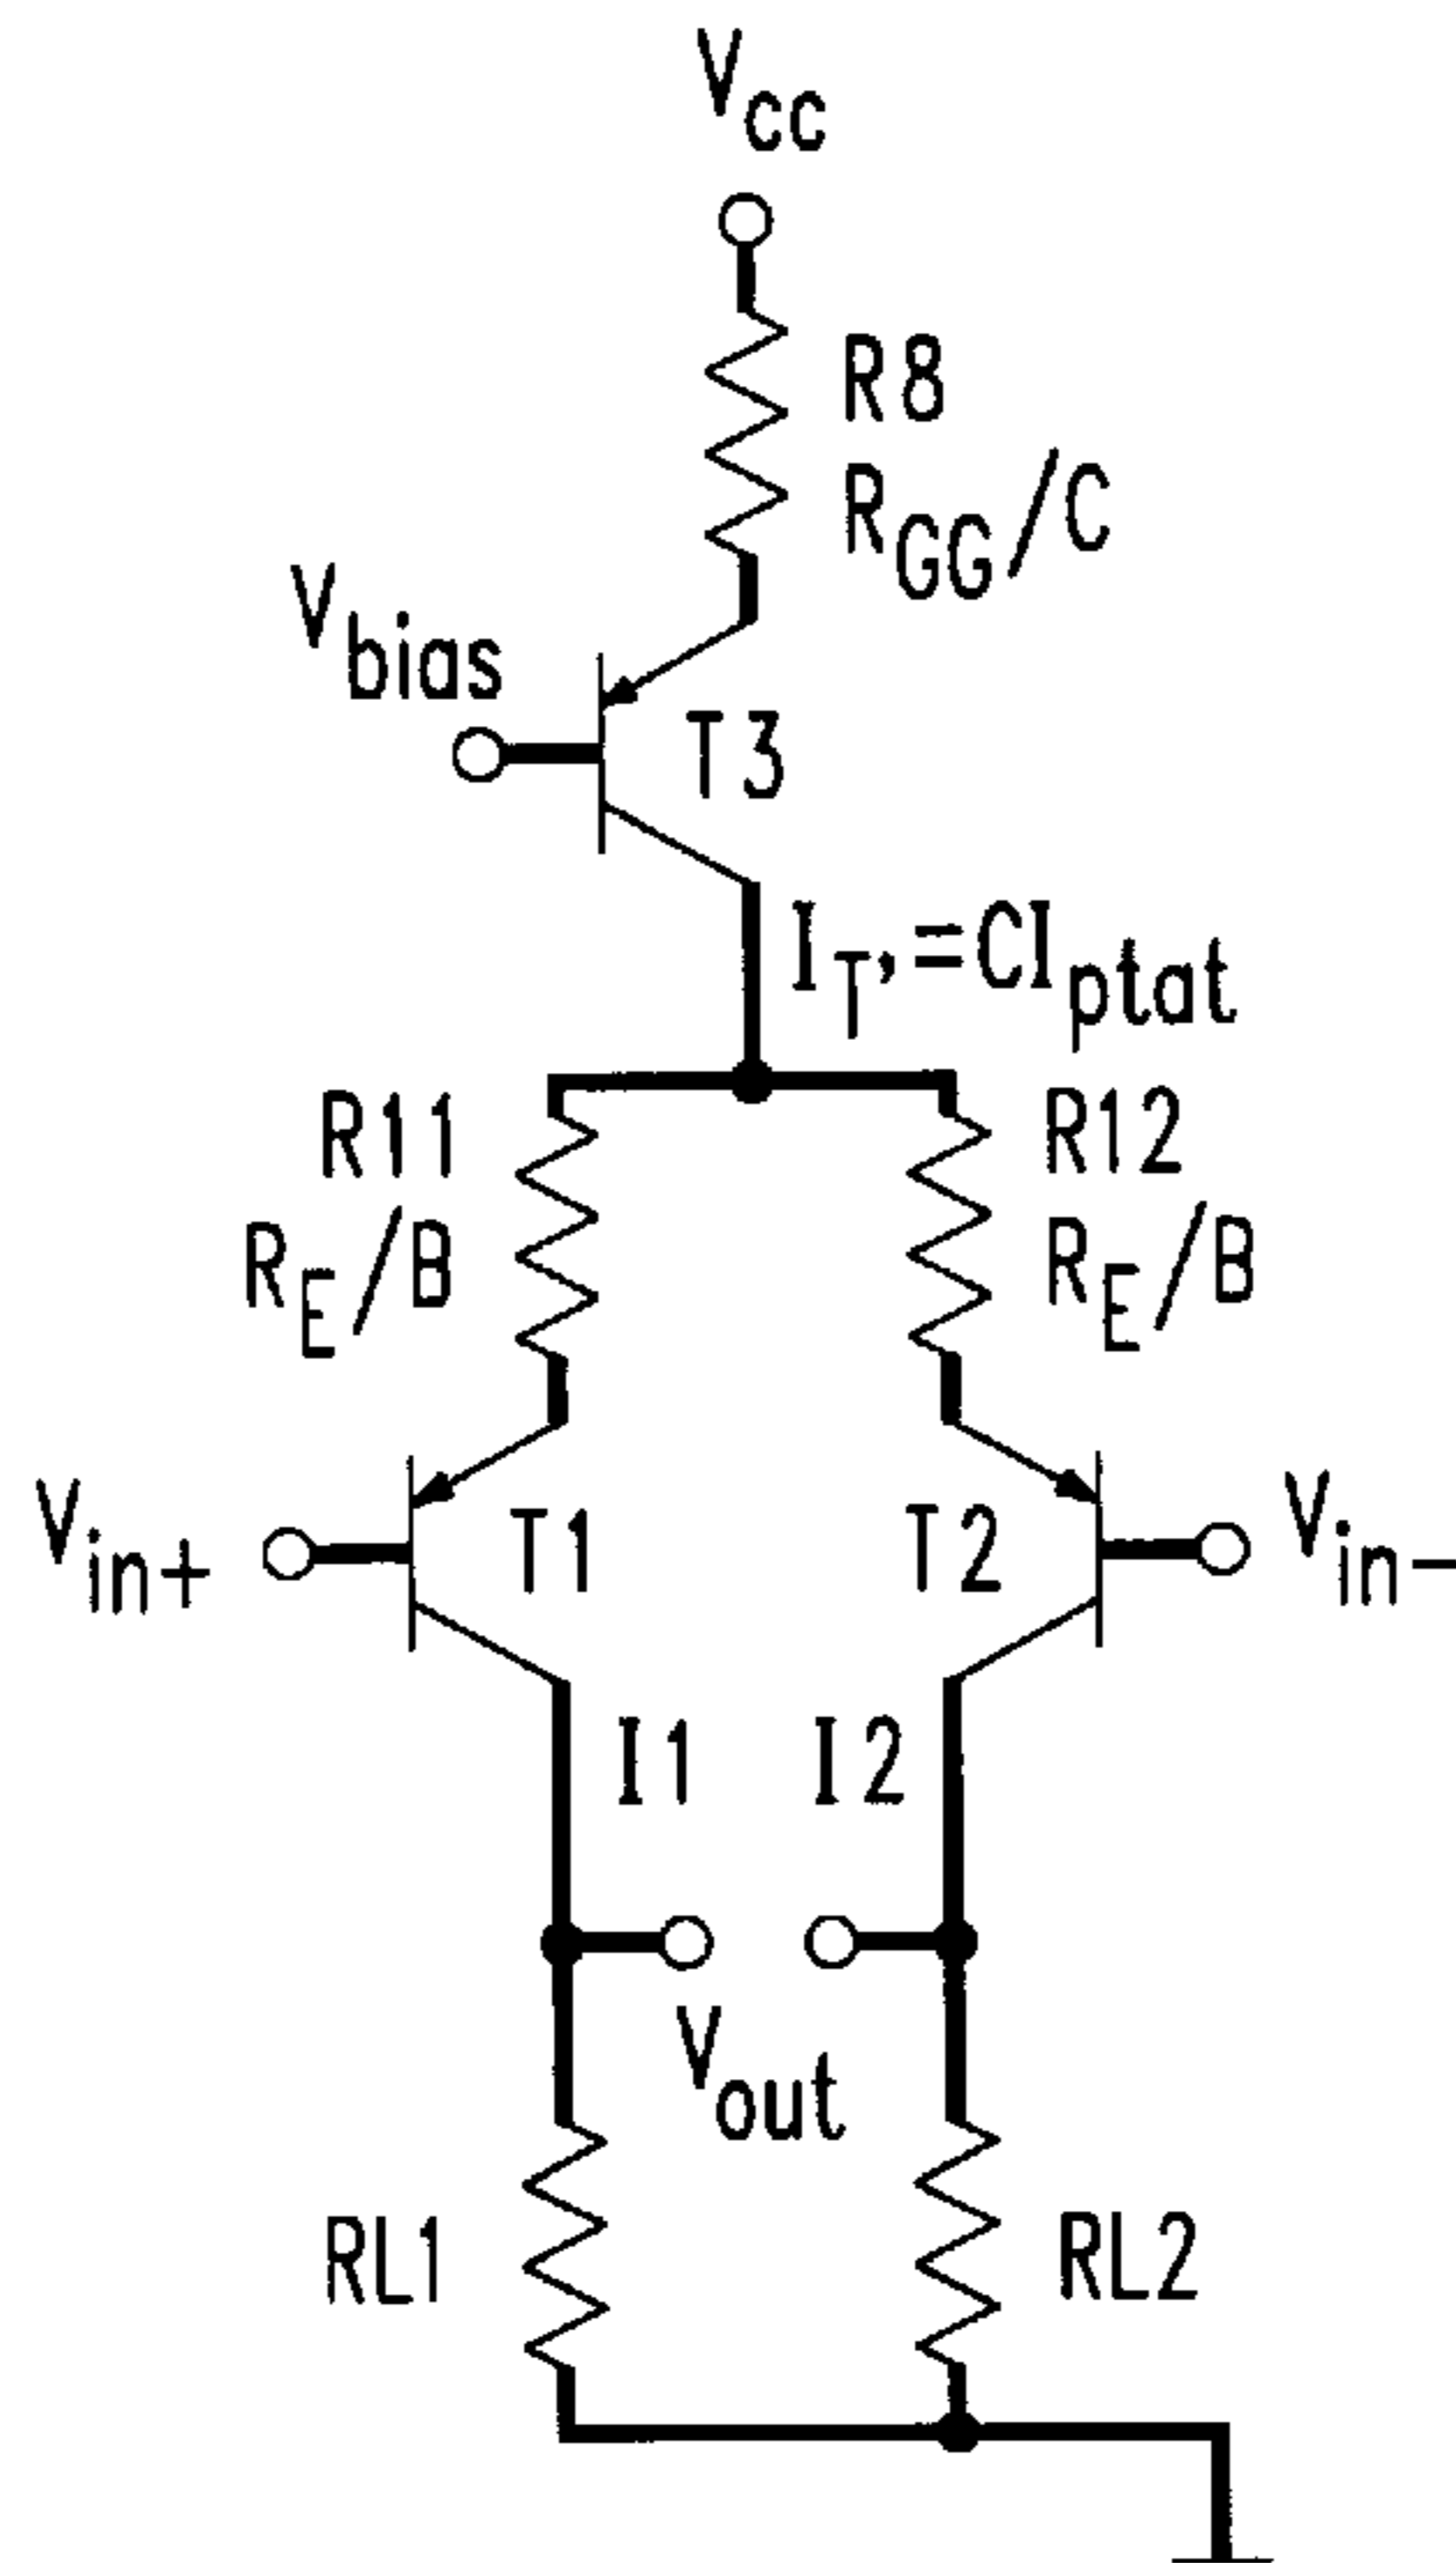 Vcc
R8
RGG/C
Vbias
T3
IT'=CIptat
R11
RE/B
R12
RE/B
Vin+
T1
T2
Vin-
I1
I2
Vout
RL1
RL2